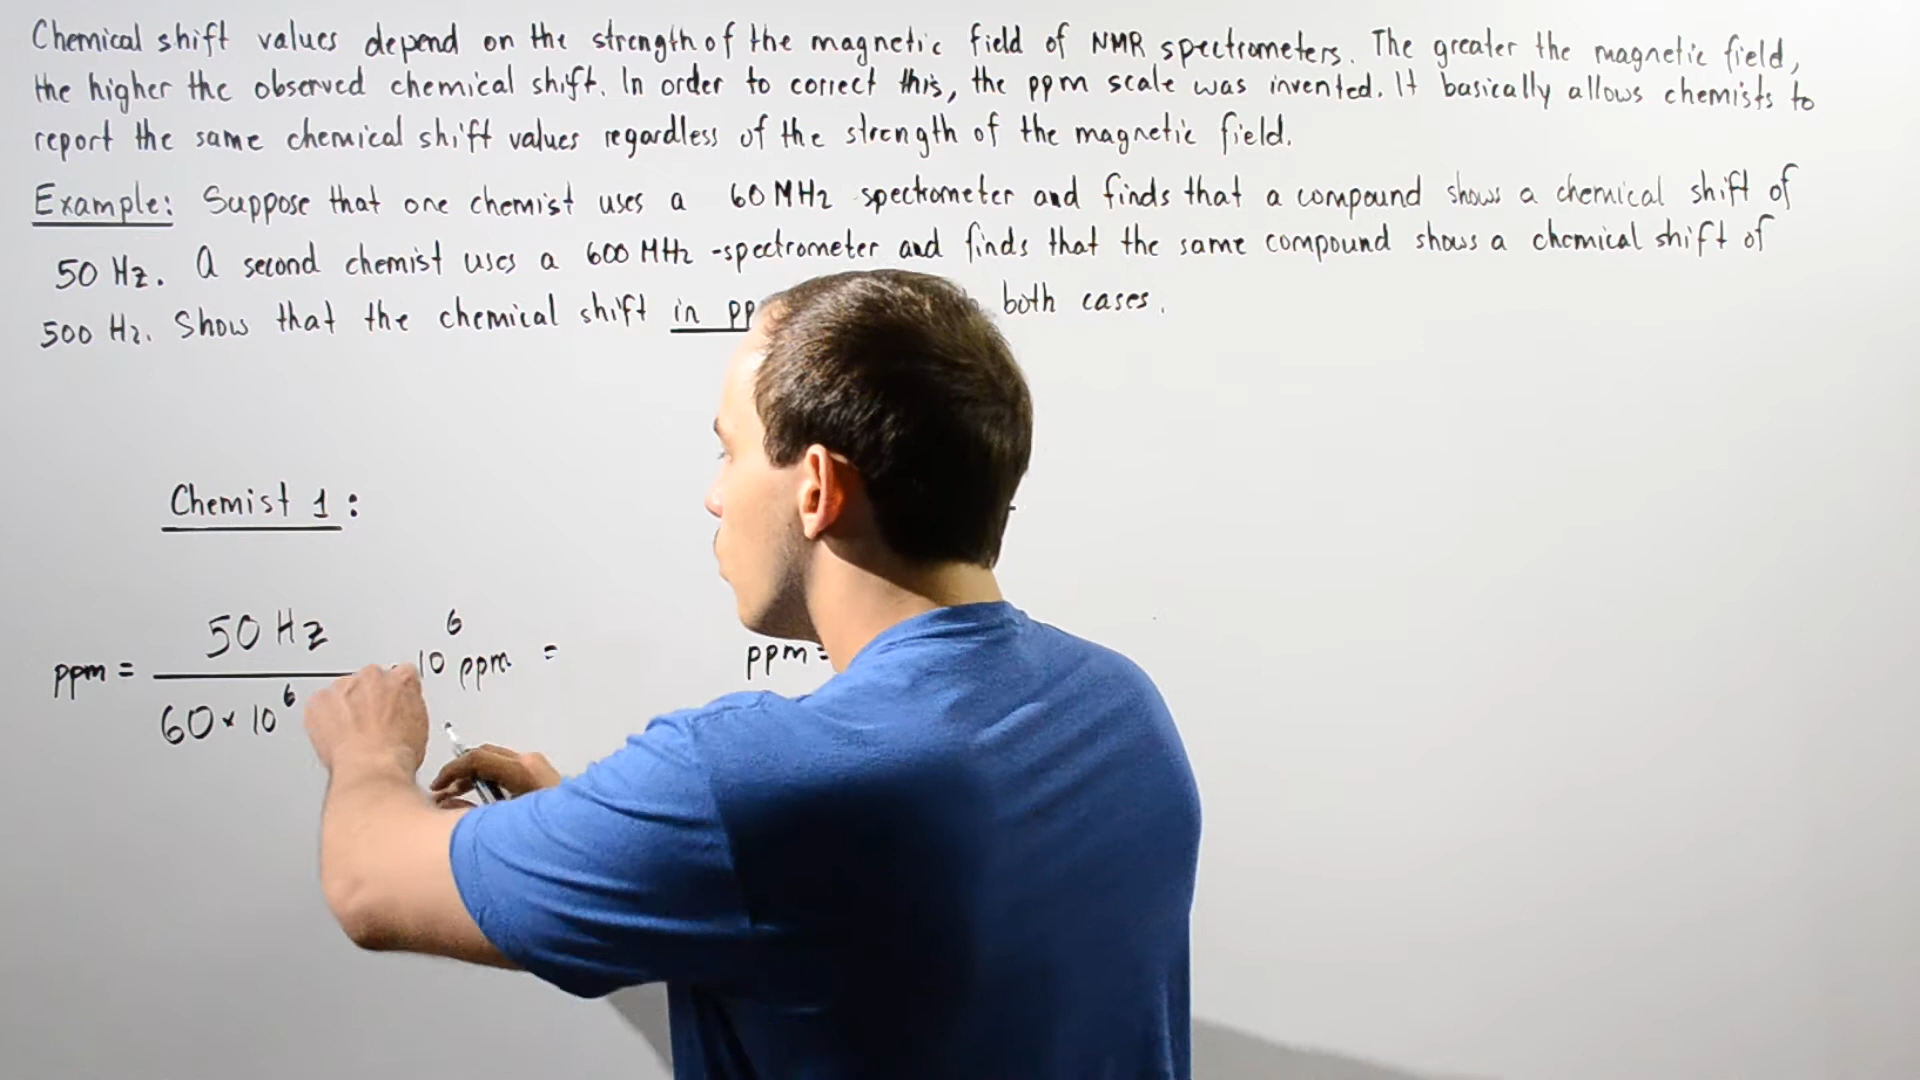 Chemical shift values depend on the strength of the magnetic field of NMR spectrometers. The greater the magnetic field,
the higher the observed chemical shift. In order to correct this, the ppm scale was invented. It basically allows chemists to
report the same chemical shift values regardless of the strength of the magnetic field.
Example: Suppose that one chemist uses a 60 MHz spectrometer and finds that a compound shows a chemical shift of
50 Hz. A second chemist uses a 600 MHz-spectrometer and finds that the same compound shows a chemical shift of
500 Hz. Show that the chemical shift in pp both cases.
Chemist 1:
50 Hz
ppm = 10⁶ ppm =
60 × 10⁶
ppm =